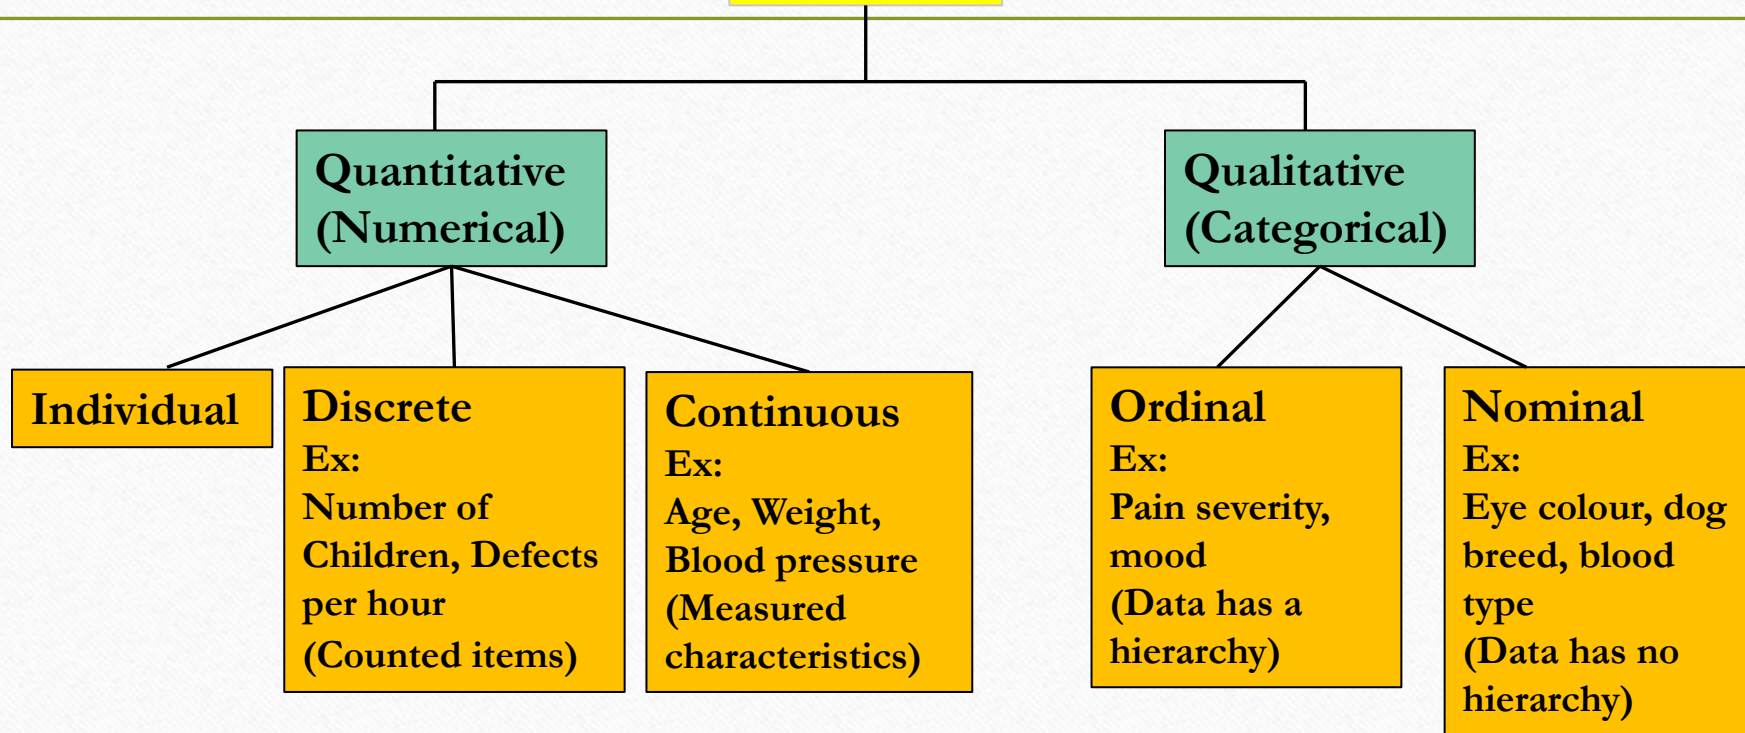 Quantitative
(Numerical)
Qualitative
(Categorical)
Individual
Discrete
Ex:
Number of
Children, Defects
per hour
(Counted items)
Continuous
Ex:
Age, Weight,
Blood pressure
(Measured
characteristics)
Ordinal
Ex:
Pain severity,
mood
(Data has a
hierarchy)
Nominal
Ex:
Eye colour, dog
breed, blood
type
(Data has no
hierarchy)